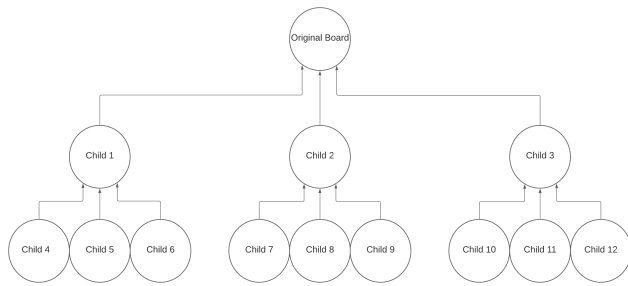 Original Board
Child 1
Child 2
Child 3
Child 4
Child 5
Child 6
Child 7
Child 8
Child 9
Child 10
Child 11
Child 12